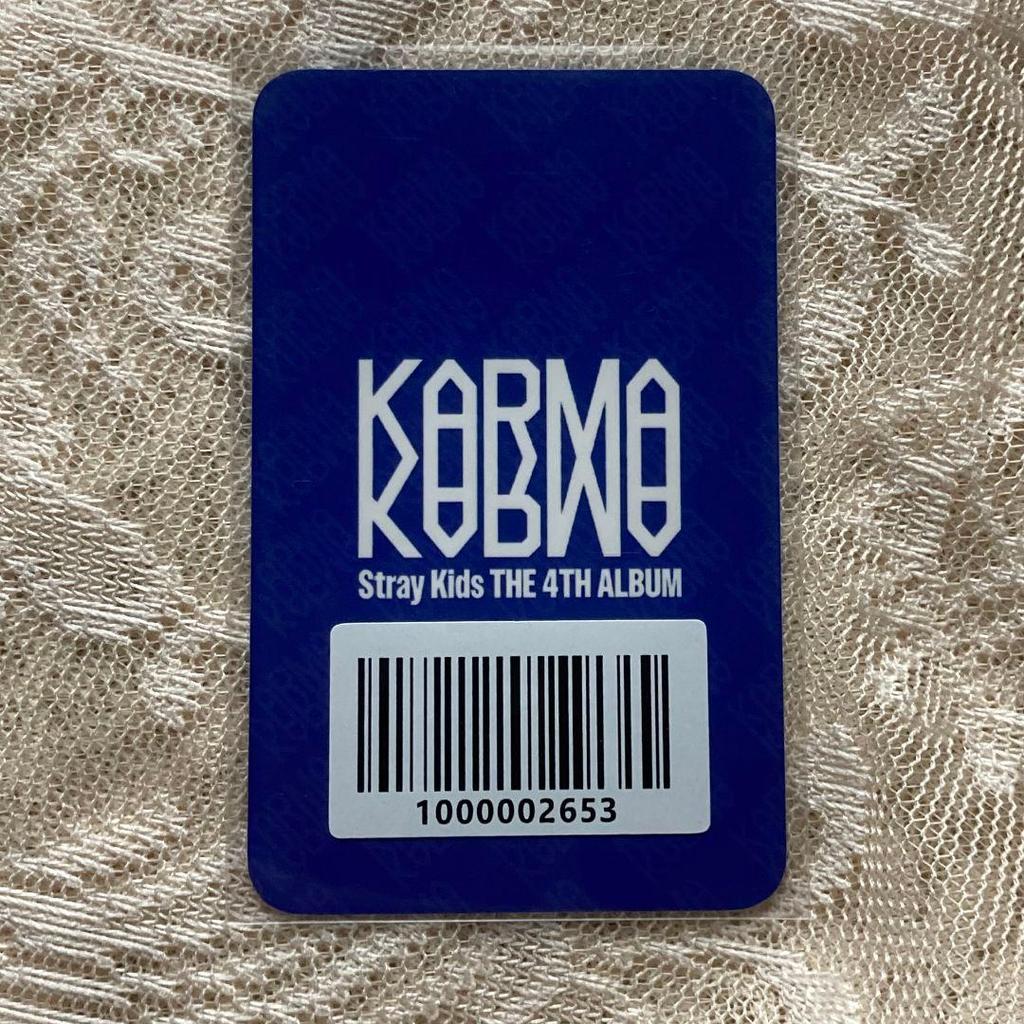 KARMA
Stray Kids THE 4TH ALBUM
1000002653